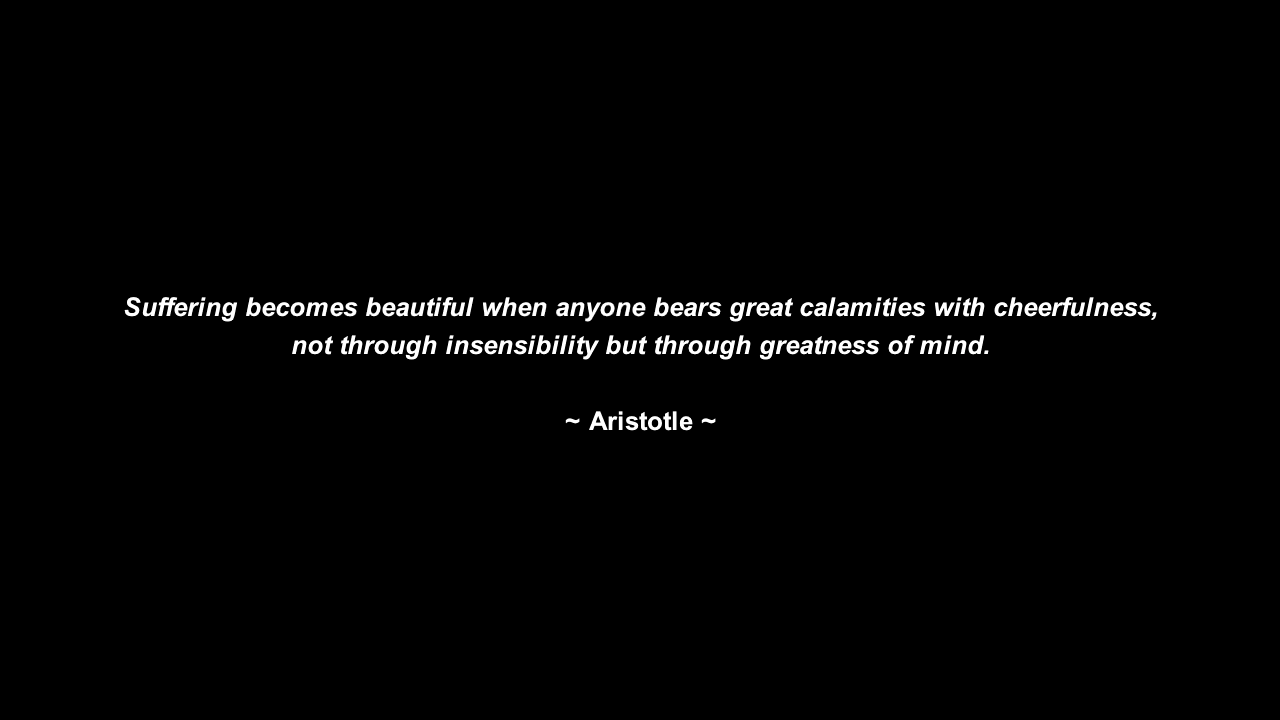 Suffering becomes beautiful when anyone bears great calamities with cheerfulness,
not through insensibility but through greatness of mind.
~ Aristotle ~